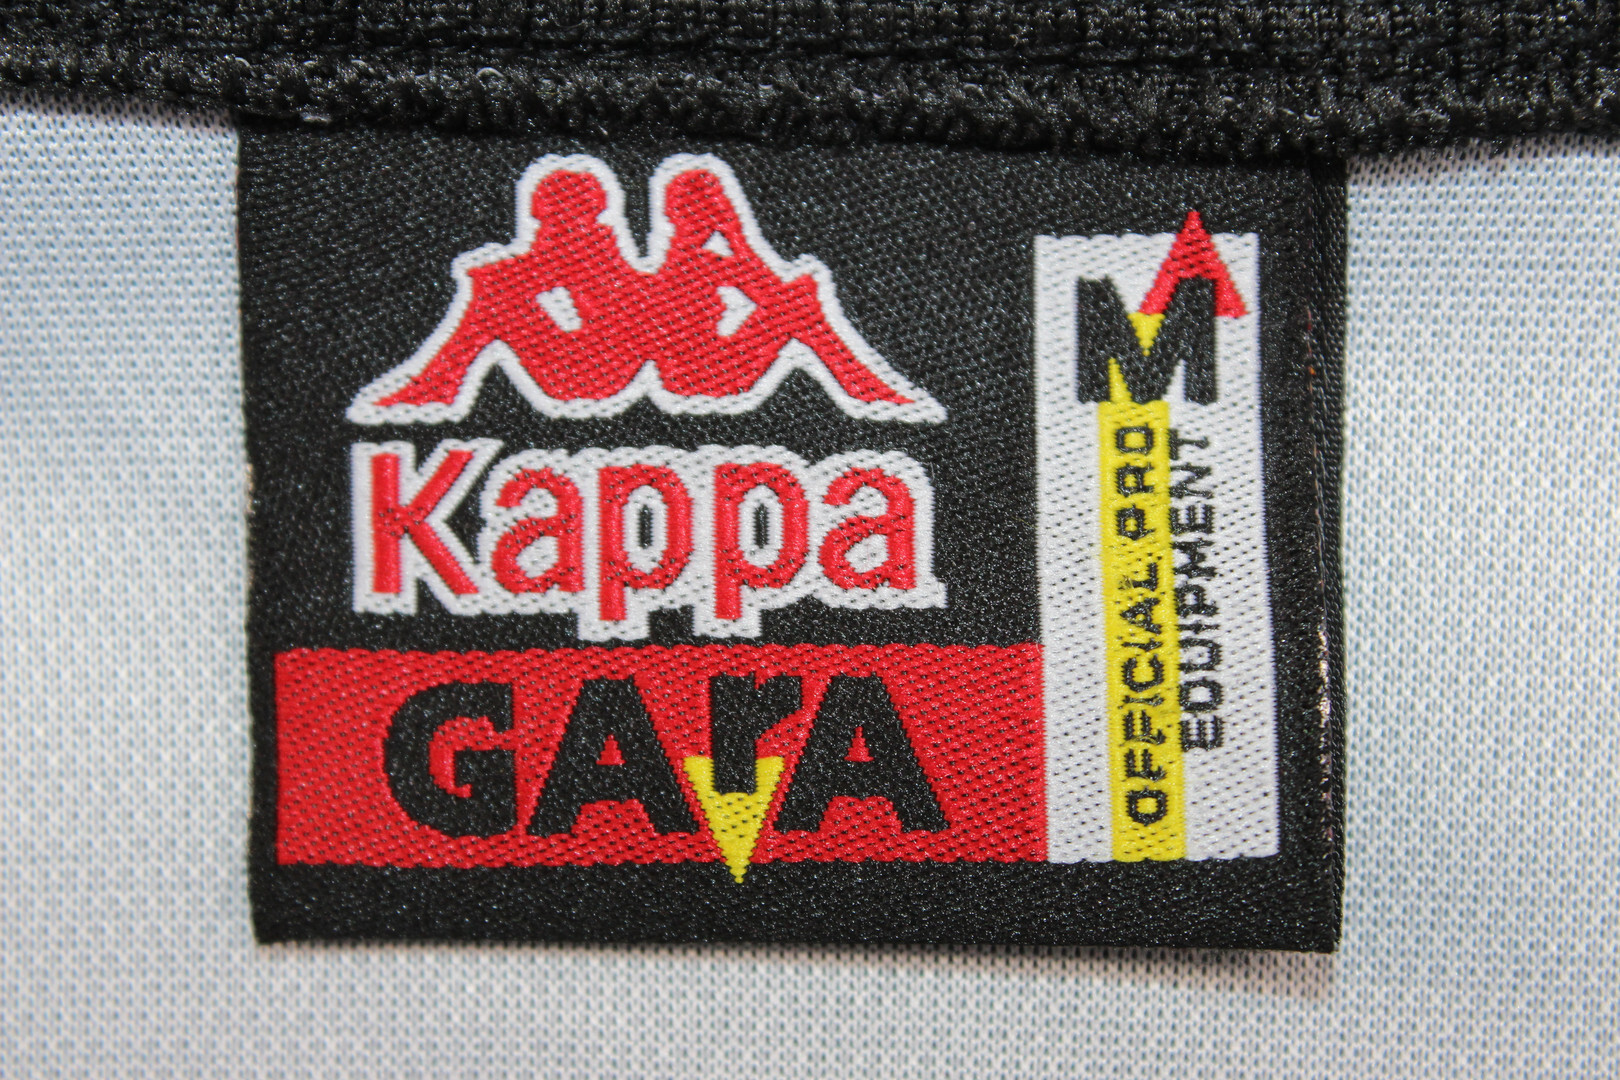 Kappa
GArA
M
OFFICIAL PRO
EQUIPMENT